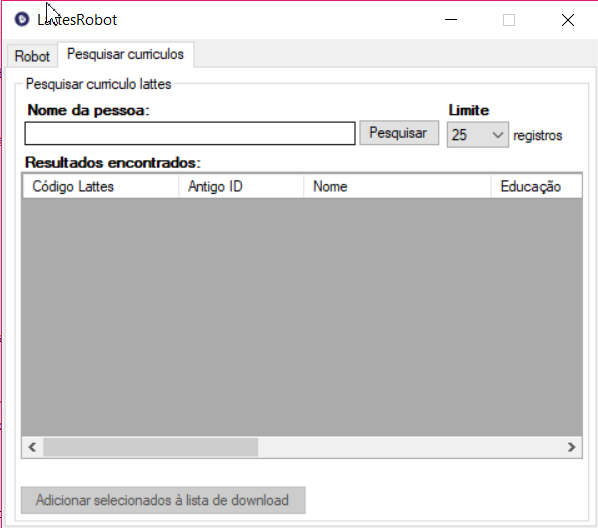 LattesRobot
Robot Pesquisar curriculos
Pesquisar curriculo lattes
Nome da pessoa: Limite
Pesquisar 25 registros
Resultados encontrados:
Código Lattes Antigo ID Nome Educação
Adicionar selecionados à lista de download